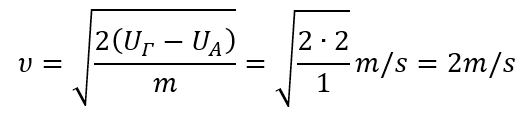 υ = √(2(U_Γ − U_A)/m) = √(2 · 2/1) m/s = 2m/s